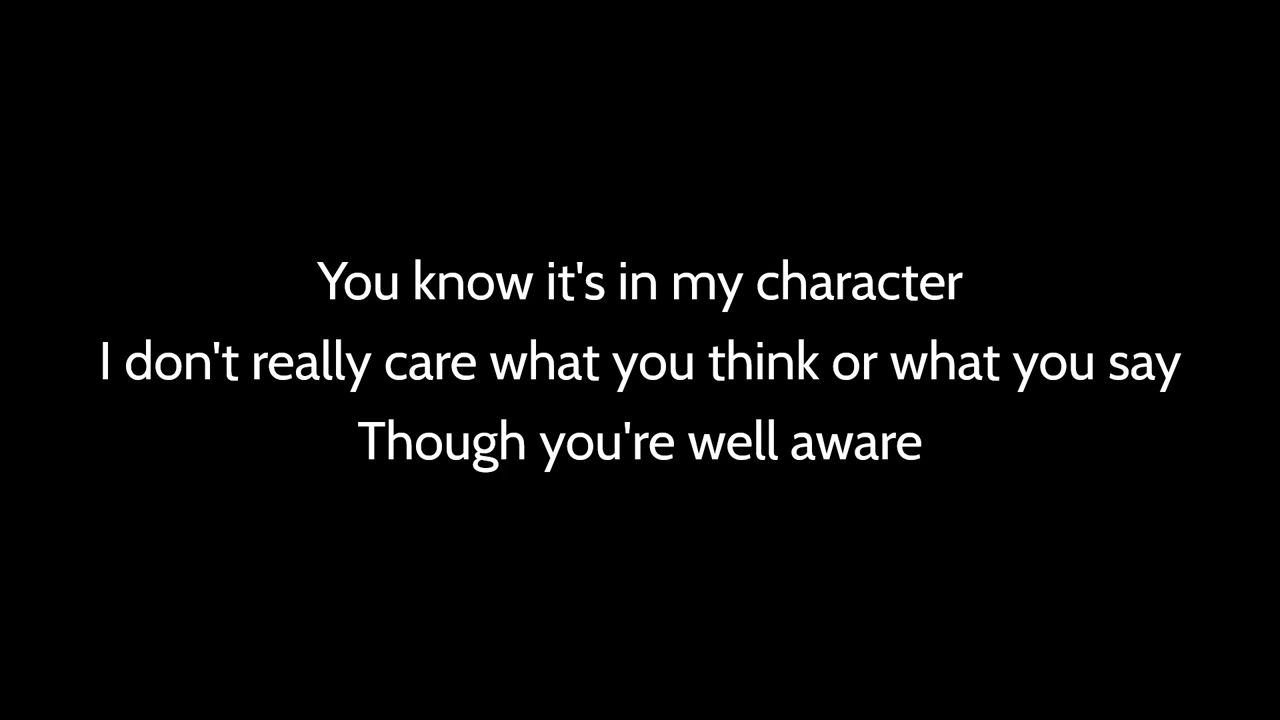 You know it's in my character
I don't really care what you think or what you say
Though you're well aware